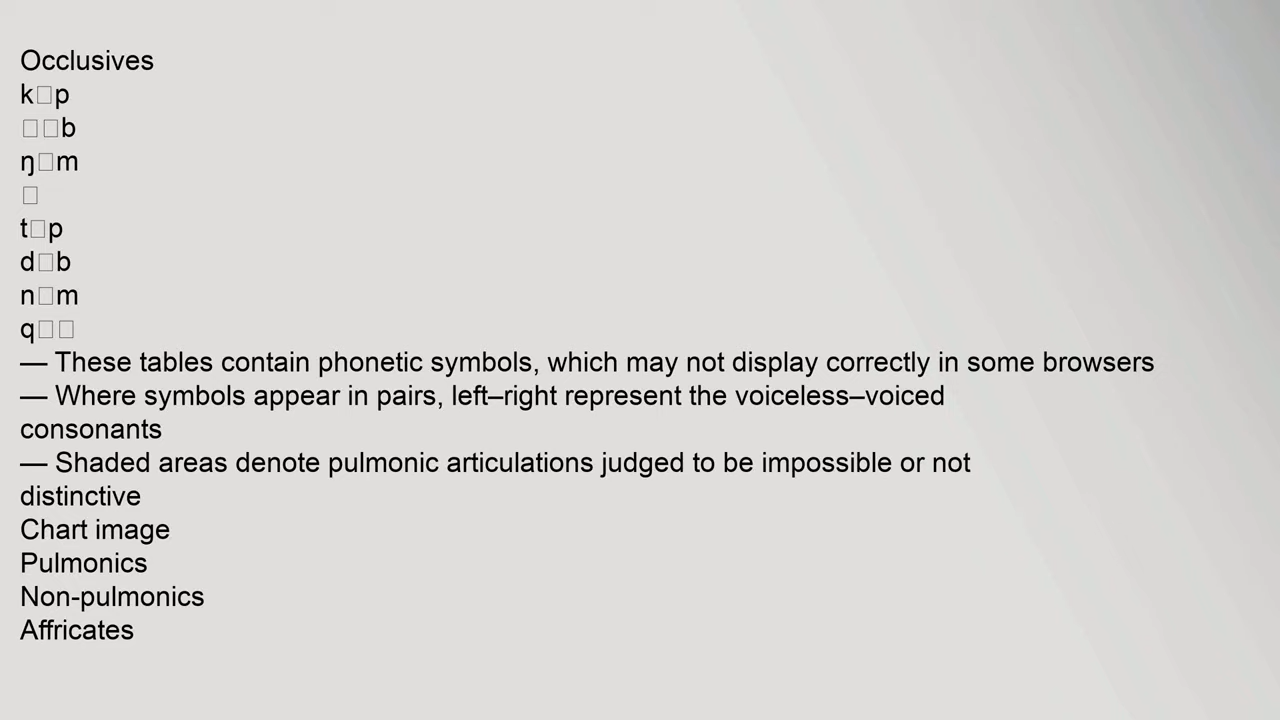 Occlusives
k□p
□□b
ŋ□m
□
t□p
d□b
n□m
q□□
— These tables contain phonetic symbols, which may not display correctly in some browsers
— Where symbols appear in pairs, left–right represent the voiceless–voiced
consonants
— Shaded areas denote pulmonic articulations judged to be impossible or not
distinctive
Chart image
Pulmonics
Non-pulmonics
Affricates